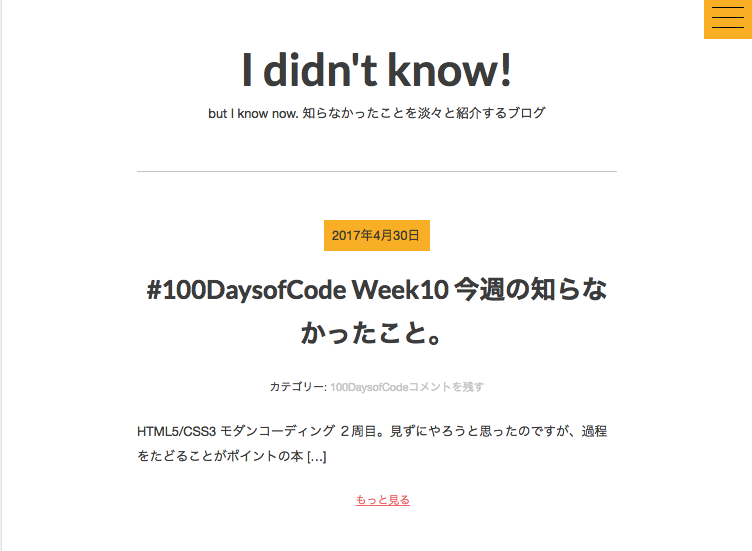 I didn't know!
but I know now. 知らなかったことを淡々と紹介するブログ
2017年4月30日
#100DaysofCode Week10 今週の知らな
かったこと。
カテゴリー: 100DaysofCodeコメントを残す
HTML5/CSS3 モダンコーディング ２周目。見ずにやろうと思ったのですが、過程
をたどることがポイントの本 […]
もっと見る